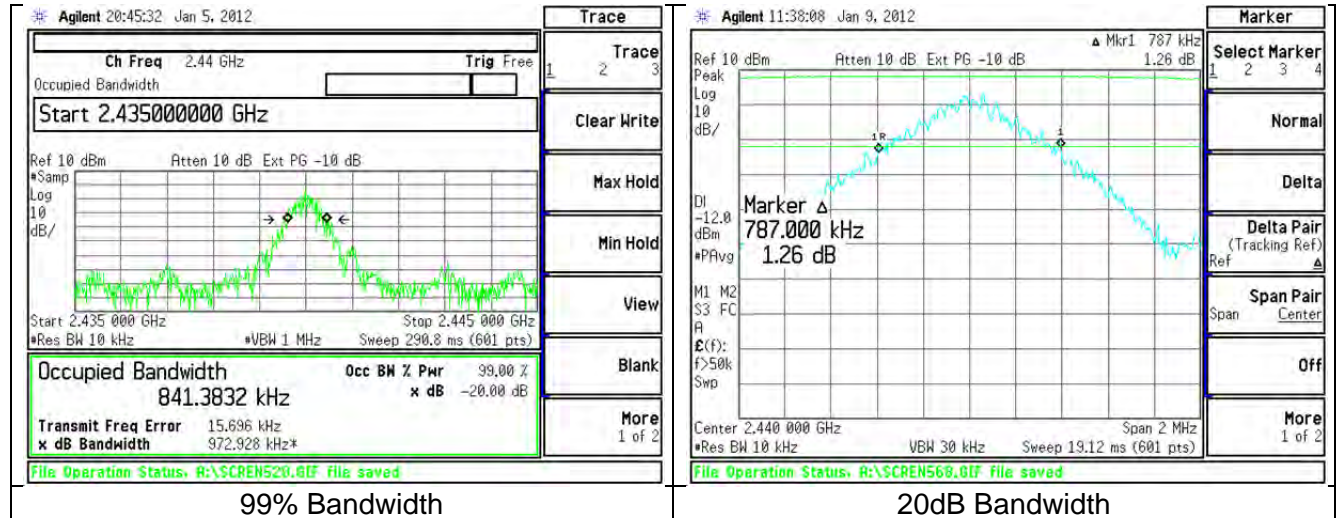 Agilent 20:45:32 Jan 5, 2012
Trace
Ch Freq 2.44 GHz
Trig Free
Occupied Bandwidth
Start 2.435000000 GHz
Ref 10 dBm
Atten 10 dB Ext PG -10 dB
#Samp
Log
10
dB/
Start 2.435 000 GHz
Stop 2.445 000 GHz
#Res BW 10 kHz
#VBW 1 MHz
Sweep 290.8 ms (601 pts)
Occupied Bandwidth
841.3832 kHz
Occ BW % Pwr 99.00 %
x dB -20.00 dB
Transmit Freq Error 15.696 kHz
x dB Bandwidth 972.928 kHz*
File Operation Status, A:\SCREN520.GIF file saved
Trace
1 2 3
Clear Write
Max Hold
Min Hold
View
Blank
More
1 of 2
99% Bandwidth
Agilent 11:38:08 Jan 9, 2012
Marker
Δ Mkr1 787 kHz
Ref 10 dBm
Atten 10 dB Ext PG -10 dB
1.26 dB
Peak
Log
10
dB/
1R
1
DI
-12.8
dBm
#PAvg
Marker Δ
787.000 kHz
1.26 dB
M1 M2
S3 FC
A
£(f):
f>50k
Swp
Center 2.440 000 GHz
Span 2 MHz
#Res BW 10 kHz
VBW 30 kHz
Sweep 19.12 ms (601 pts)
File Operation Status, A:\SCREN568.GIF file saved
Select Marker
1 2 3 4
Normal
Delta
Delta Pair
(Tracking Ref)
Ref Δ
Span Pair
Span Center
Off
More
1 of 2
20dB Bandwidth